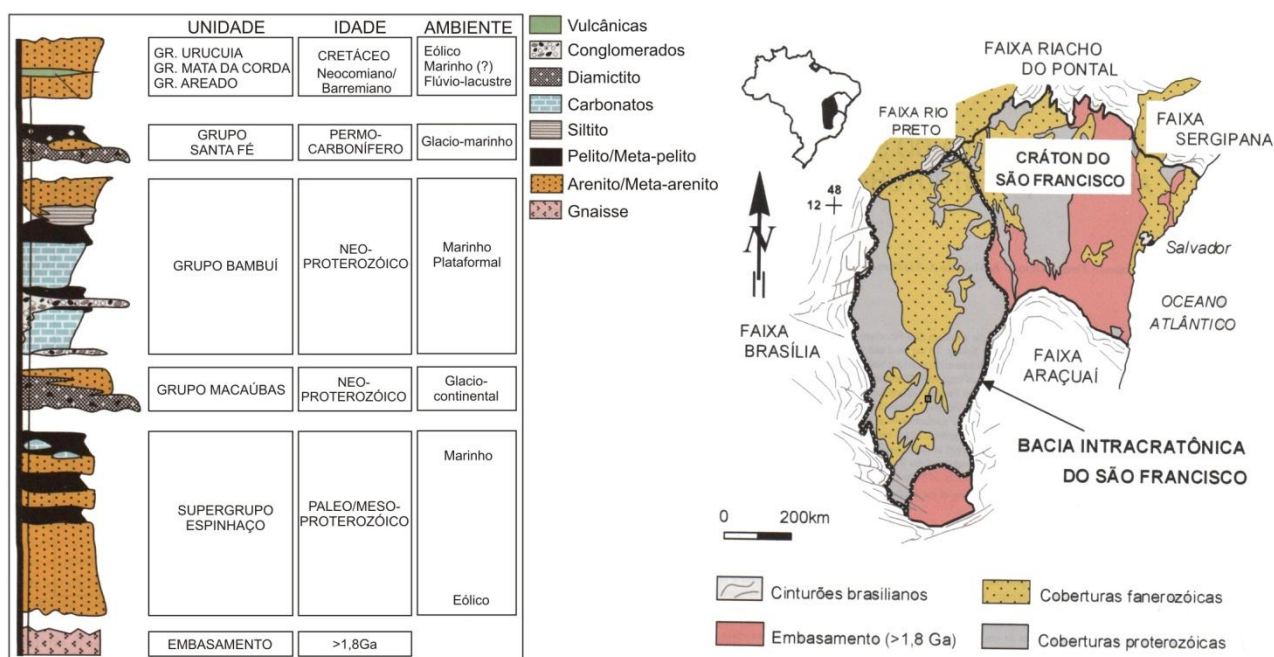 UNIDADE
IDADE
AMBIENTE
GR. URUCUIA
GR. MATA DA CORDA
GR. AREADO
CRETÁCEO
Neocomiano/
Barremiano
Eólico
Marinho (?)
Flúvio-lacustre
GRUPO
SANTA FÉ
PERMO-
CARBONÍFERO
Glacio-marinho
GRUPO BAMBUÍ
NEO-
PROTEROZÓICO
Marinho
Plataformal
GRUPO MACAÚBAS
NEO-
PROTEROZÓICO
Glacio-
continental
SUPERGRUPO
ESPINHAÇO
PALEO/MESO-
PROTEROZÓICO
Marinho
Eólico
EMBASAMENTO
>1,8Ga
Vulcânicas
Conglomerados
Diamictito
Carbonatos
Siltito
Pelito/Meta-pelito
Arenito/Meta-arenito
Gnaisse
FAIXA RIACHO
DO PONTAL
FAIXA RIO
PRETO
FAIXA
SERGIPANA
CRÁTON DO
SÃO FRANCISCO
48
12
N
Salvador
OCEANO
ATLÂNTICO
FAIXA
BRASÍLIA
FAIXA
ARAÇUAÍ
BACIA INTRACRATÔNICA
DO SÃO FRANCISCO
0 200km
Cinturões brasilianos
Coberturas fanerozóicas
Embasamento (>1,8 Ga)
Coberturas proterozóicas